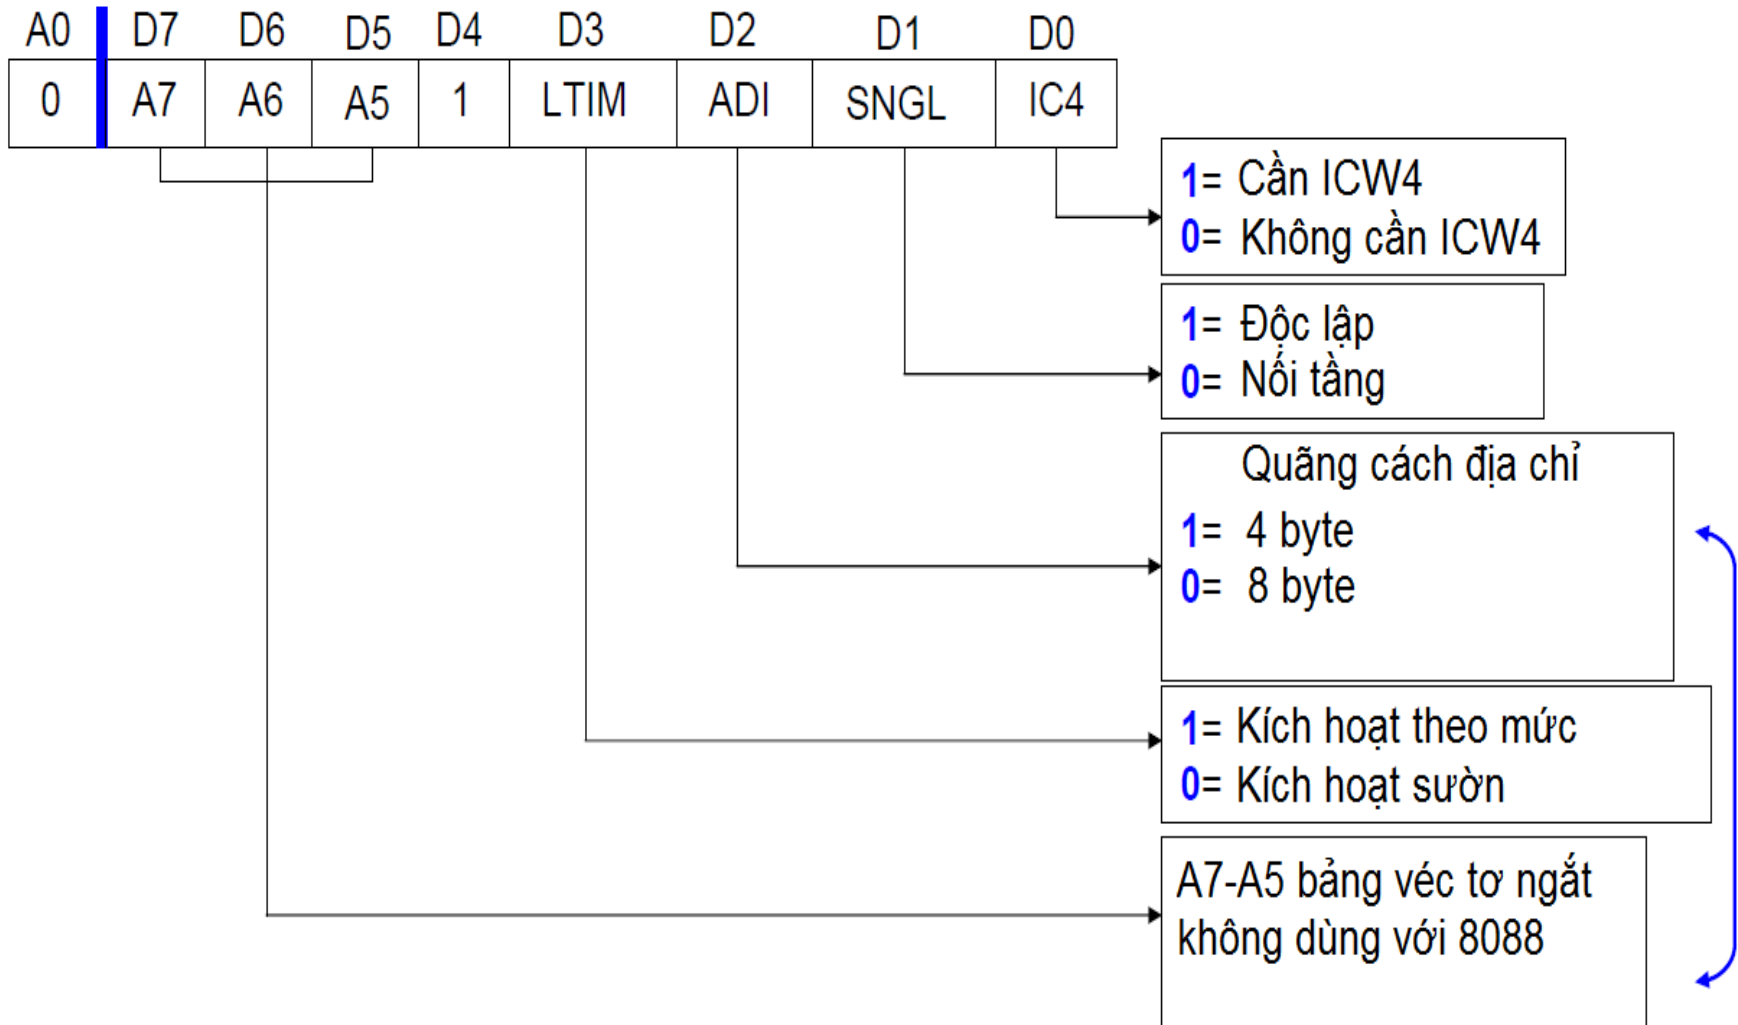 A0 D7 D6 D5 D4 D3 D2 D1 D0
0 A7 A6 A5 1 LTIM ADI SNGL IC4
1= Cần ICW4
0= Không cần ICW4
1= Độc lập
0= Nối tầng
Quãng cách địa chỉ
1= 4 byte
0= 8 byte
1= Kích hoạt theo mức
0= Kích hoạt sườn
A7-A5 bảng véc tơ ngắt
không dùng với 8088